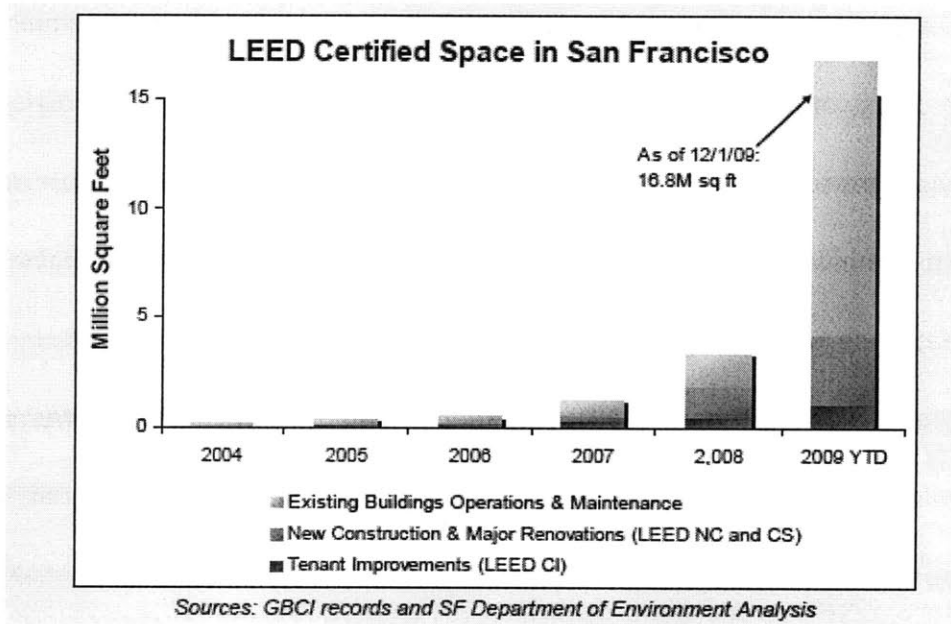 LEED Certified Space in San Francisco
Million Square Feet
15
10
5
0
As of 12/1/09:
16.8M sq ft
2004
2005
2006
2007
2,008
2009 YTD
Existing Buildings Operations & Maintenance
New Construction & Major Renovations (LEED NC and CS)
Tenant Improvements (LEED CI)
Sources: GBCI records and SF Department of Environment Analysis